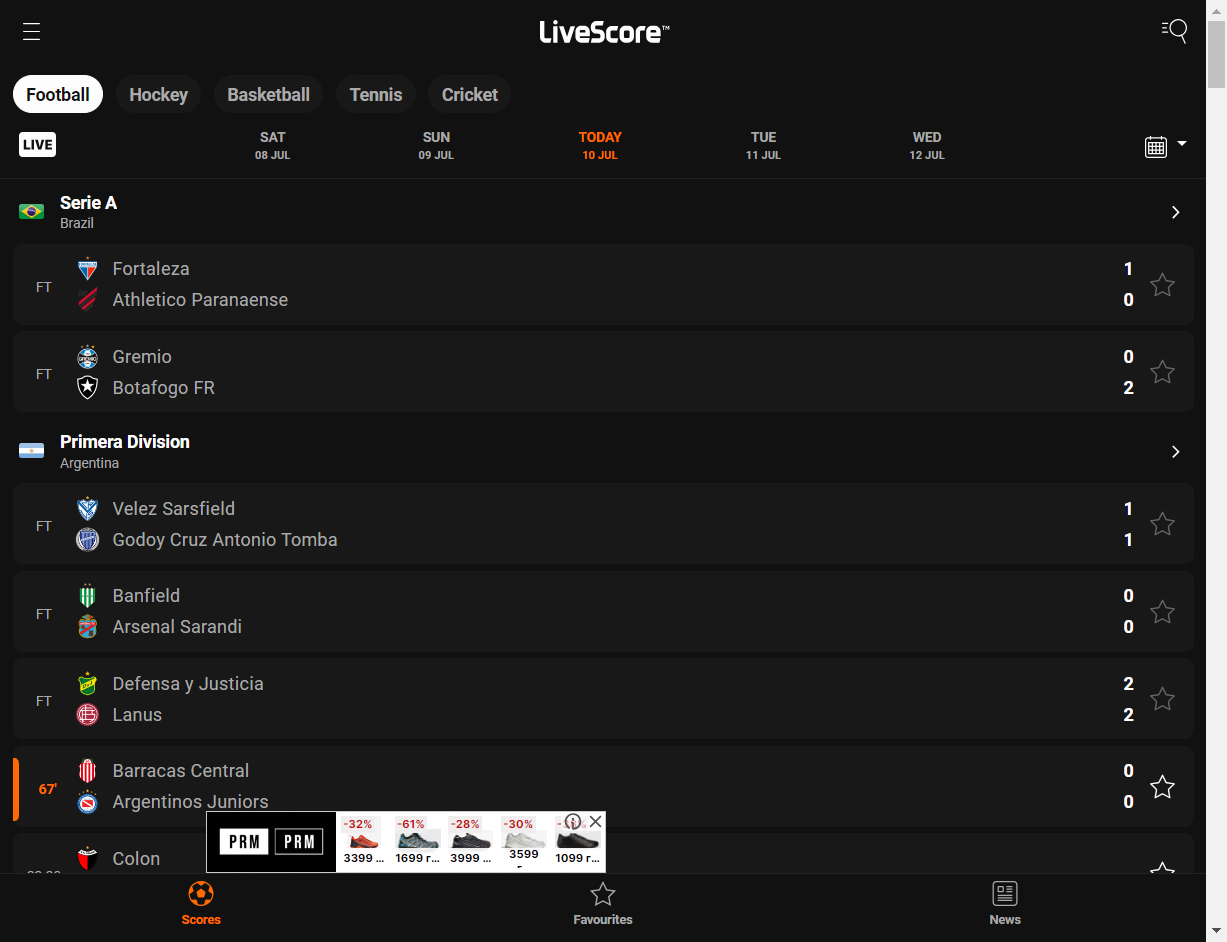 LiveScore™
Football Hockey Basketball Tennis Cricket
LIVE
SAT SUN TODAY TUE WED
08 JUL 09 JUL 10 JUL 11 JUL 12 JUL
Serie A
Brazil
FT
Fortaleza 1
Athletico Paranaense 0
FT
Gremio 0
Botafogo FR 2
Primera Division
Argentina
FT
Velez Sarsfield 1
Godoy Cruz Antonio Tomba 1
FT
Banfield 0
Arsenal Sarandi 0
FT
Defensa y Justicia 2
Lanus 2
67'
Barracas Central 0
Argentinos Juniors 0
PRM PRM
-32% -61% -28% -30%
3399 ... 1699 г... 3999 ... 3599 1099 г...
Colon
Scores Favourites News